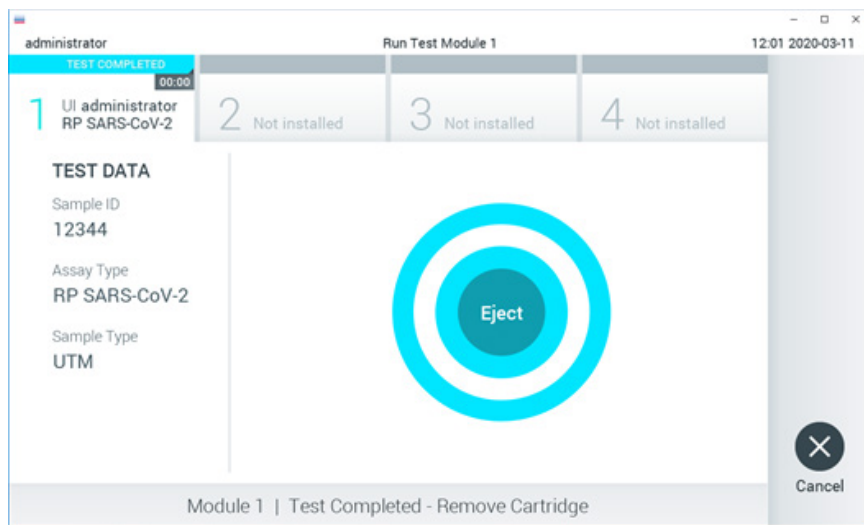 administrator
Run Test Module 1
12:01 2020-03-11
TEST COMPLETED
00:00
1
UI administrator
RP SARS-CoV-2
2 Not installed
3 Not installed
4 Not installed
TEST DATA
Sample ID
12344
Assay Type
RP SARS-CoV-2
Sample Type
UTM
Eject
Cancel
Module 1 | Test Completed - Remove Cartridge